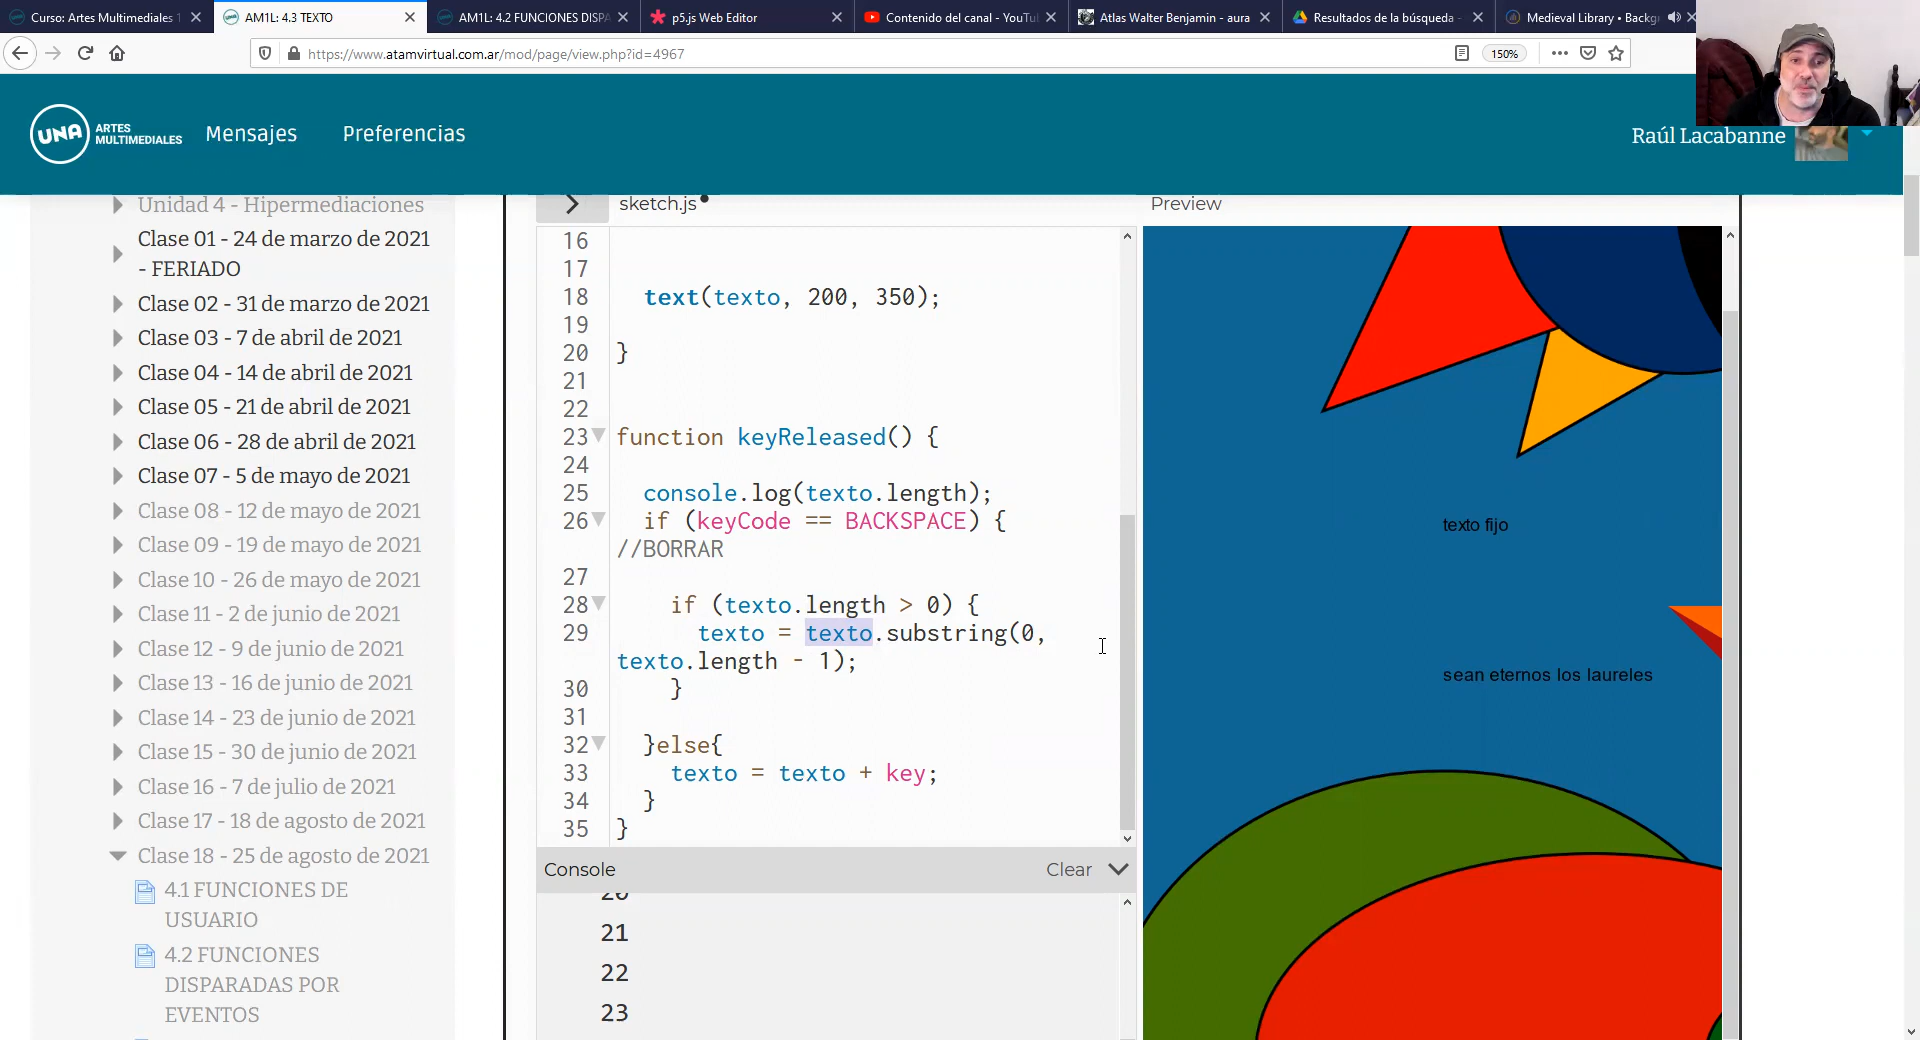 Curso: Artes Multimediales 1
AM1L: 4.3 TEXTO
AM1L: 4.2 FUNCIONES DISPA
p5.js Web Editor
Contenido del canal - YouTu
Atlas Walter Benjamin - aura
Resultados de la búsqueda -
Medieval Library • Backg
https://www.atamvirtual.com.ar/mod/page/view.php?id=4967
150%
UNA
ARTES
MULTIMEDIALES
Mensajes
Preferencias
Raúl Lacabanne
Unidad 4 - Hipermediaciones
Clase 01 - 24 de marzo de 2021
- FERIADO
Clase 02 - 31 de marzo de 2021
Clase 03 - 7 de abril de 2021
Clase 04 - 14 de abril de 2021
Clase 05 - 21 de abril de 2021
Clase 06 - 28 de abril de 2021
Clase 07 - 5 de mayo de 2021
Clase 08 - 12 de mayo de 2021
Clase 09 - 19 de mayo de 2021
Clase 10 - 26 de mayo de 2021
Clase 11 - 2 de junio de 2021
Clase 12 - 9 de junio de 2021
Clase 13 - 16 de junio de 2021
Clase 14 - 23 de junio de 2021
Clase 15 - 30 de junio de 2021
Clase 16 - 7 de julio de 2021
Clase 17 - 18 de agosto de 2021
Clase 18 - 25 de agosto de 2021
4.1 FUNCIONES DE
USUARIO
4.2 FUNCIONES
DISPARADAS POR
EVENTOS
sketch.js
16
17
18 text(texto, 200, 350);
19
20 }
21
22
23 function keyReleased() {
24
25 console.log(texto.length);
26 if (keyCode == BACKSPACE) {
//BORRAR
27
28 if (texto.length > 0) {
29 texto = texto.substring(0,
texto.length - 1);
30 }
31
32 }else{
33 texto = texto + key;
34 }
35 }
Console
Clear
20
21
22
23
Preview
texto fijo
sean eternos los laureles